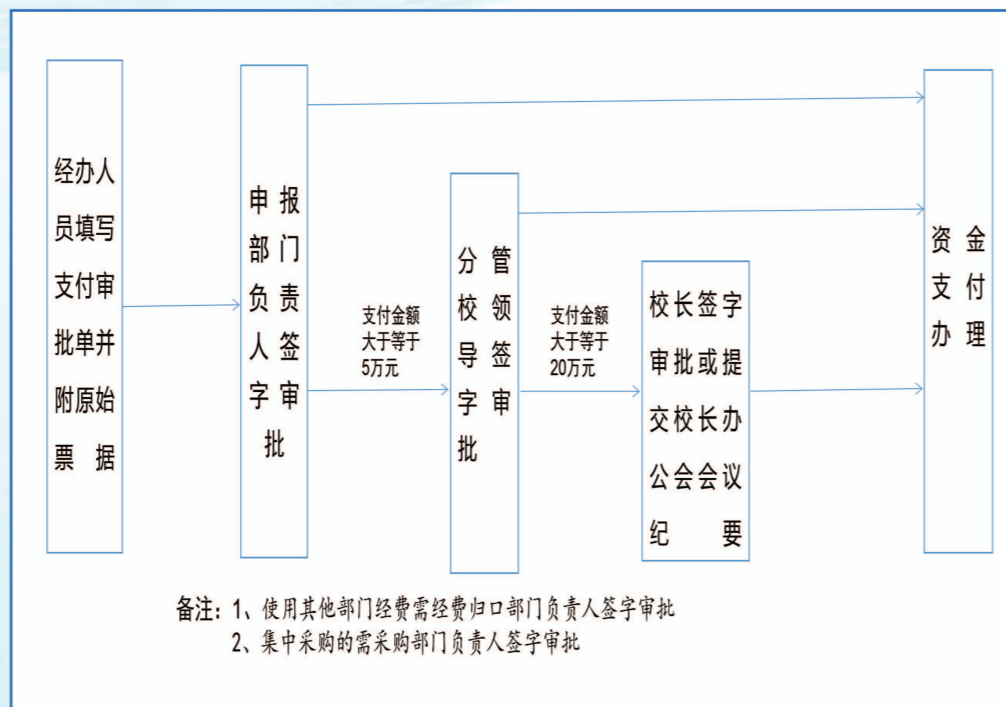 经办人
员填写
支付审
批单并
附原始
票据
申报
部门
负责
人签
字审
批
支付金额
大于等于
5万元
分管
校领
导签
字审
批
支付金额
大于等于
20万元
校长签字
审批或提
交校长办
公会会议
纪要
资金
支付
办理
备注：1、使用其他部门经费需经费归口部门负责人签字审批
2、集中采购的需采购部门负责人签字审批